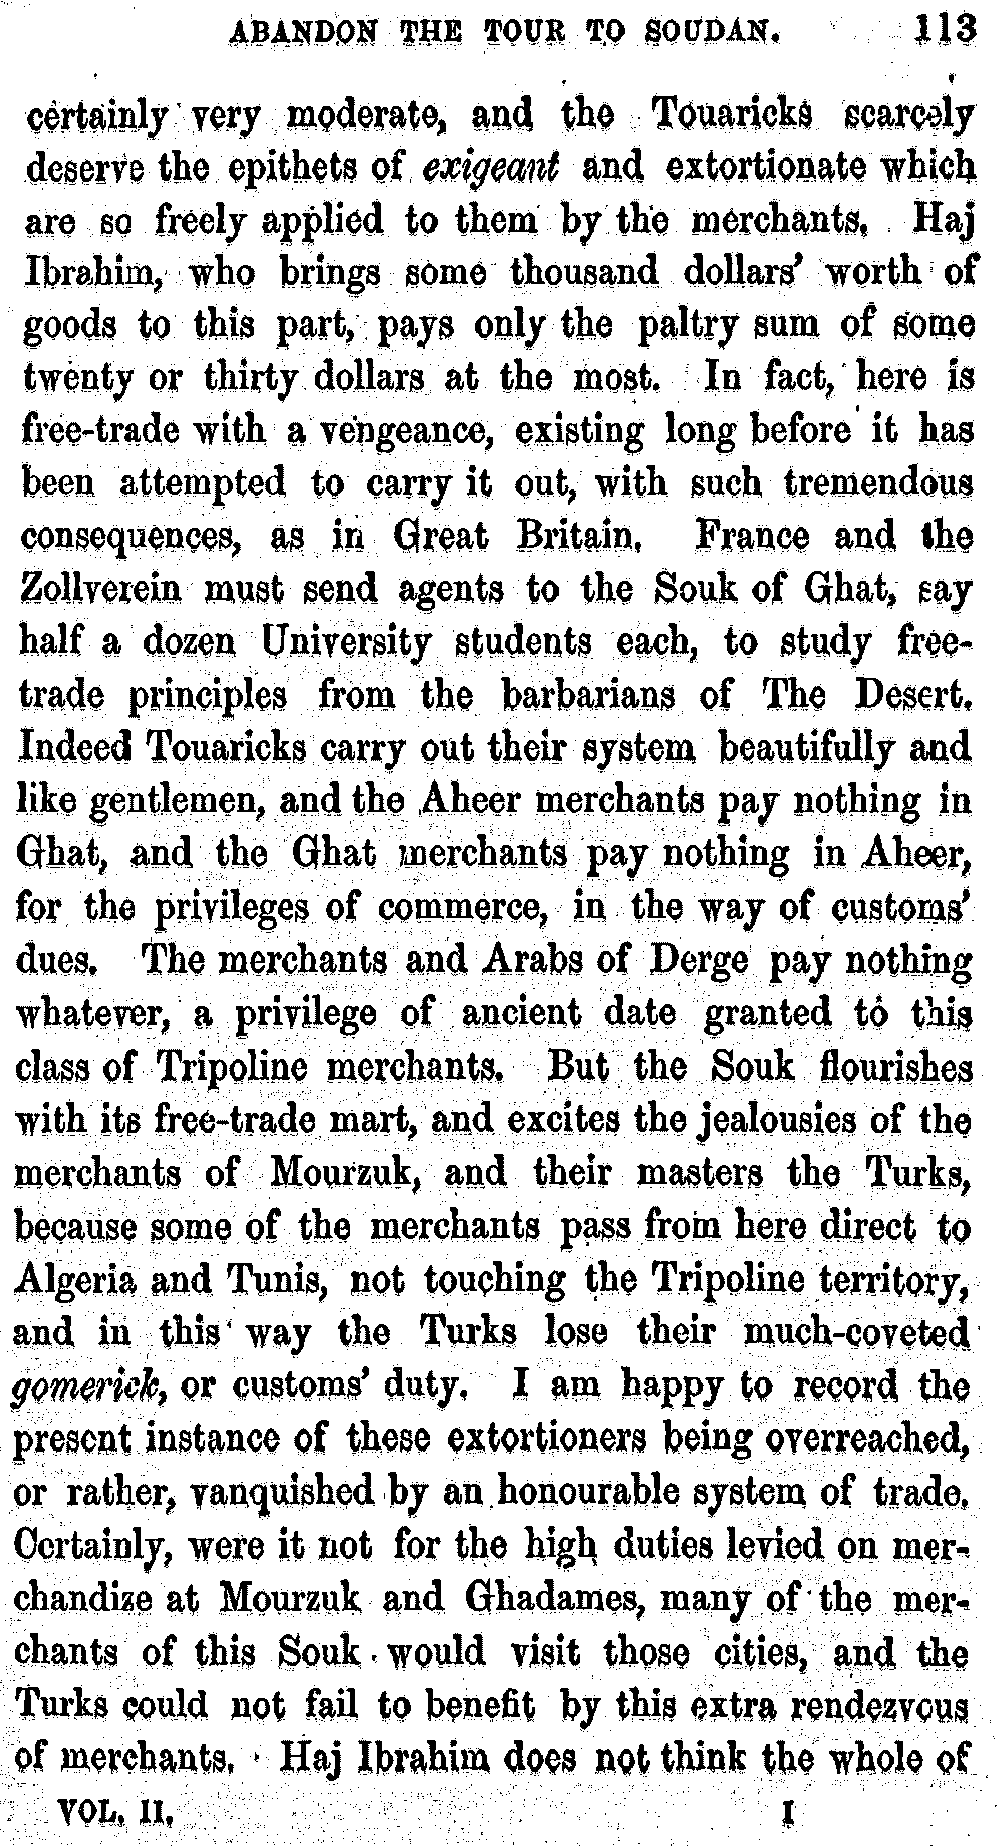 ABANDON THE TOUR TO SOUDAN. 113
certainly very moderate, and the Touaricks scarcely
deserve the epithets of exigeant and extortionate which
are so freely applied to them by the merchants. Haj
Ibrahim, who brings some thousand dollars' worth of
goods to this part, pays only the paltry sum of some
twenty or thirty dollars at the most. In fact, here is
free-trade with a vengeance, existing long before it has
been attempted to carry it out, with such tremendous
consequences, as in Great Britain. France and the
Zollverein must send agents to the Souk of Ghat, say
half a dozen University students each, to study free-
trade principles from the barbarians of The Desert.
Indeed Touaricks carry out their system beautifully and
like gentlemen, and the Aheer merchants pay nothing in
Ghat, and the Ghat merchants pay nothing in Aheer,
for the privileges of commerce, in the way of customs'
dues. The merchants and Arabs of Derge pay nothing
whatever, a privilege of ancient date granted to this
class of Tripoline merchants. But the Souk flourishes
with its free-trade mart, and excites the jealousies of the
merchants of Mourzuk, and their masters the Turks,
because some of the merchants pass from here direct to
Algeria and Tunis, not touching the Tripoline territory,
and in this way the Turks lose their much-coveted
gomerick, or customs' duty. I am happy to record the
present instance of these extortioners being overreached,
or rather, vanquished by an honourable system of trade.
Certainly, were it not for the high duties levied on mer-
chandize at Mourzuk and Ghadames, many of the mer-
chants of this Souk would visit those cities, and the
Turks could not fail to benefit by this extra rendezvous
of merchants. Haj Ibrahim does not think the whole of
VOL. II. I